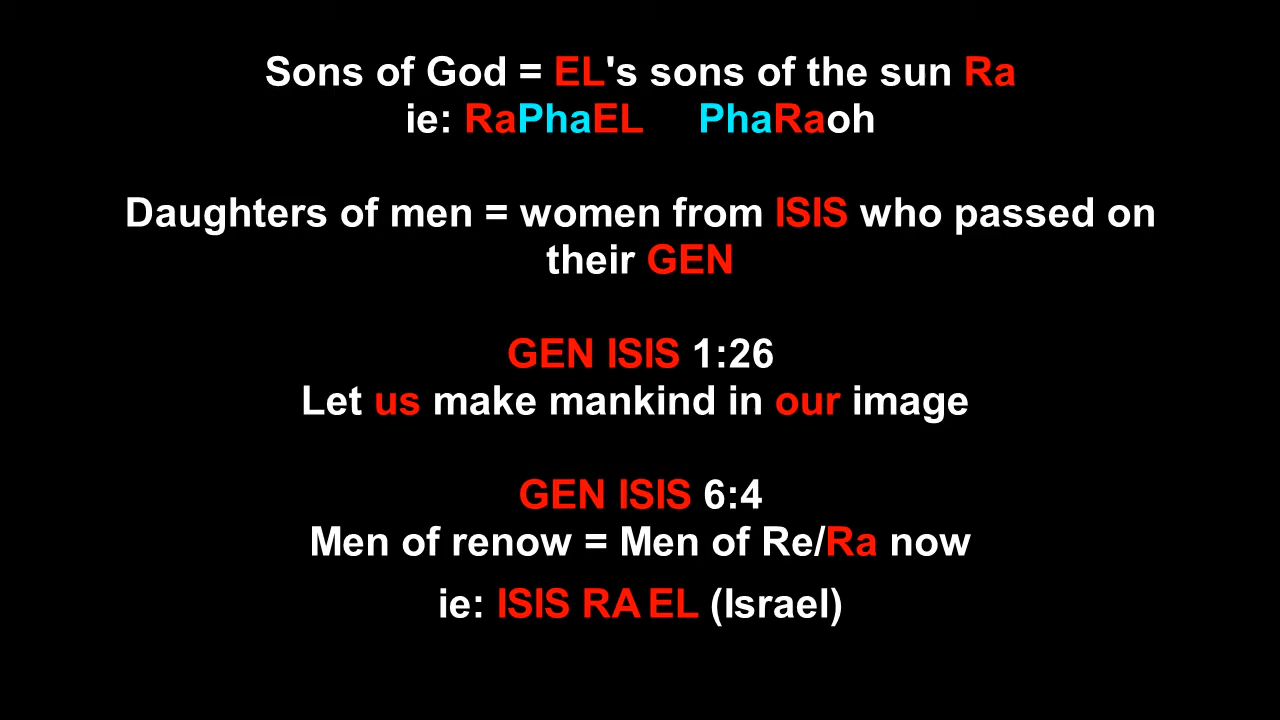 Sons of God = EL's sons of the sun Ra
ie: RaPhaEL PhaRaoh
Daughters of men = women from ISIS who passed on
their GEN
GEN ISIS 1:26
Let us make mankind in our image
GEN ISIS 6:4
Men of renow = Men of Re/Ra now
ie: ISIS RA EL (Israel)